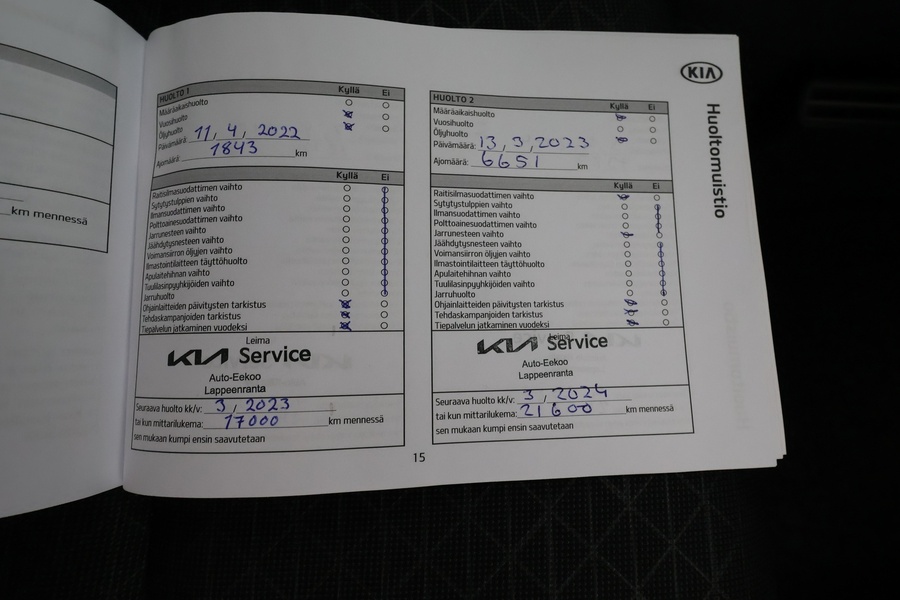 km mennessä
KIA
Huoltomuistio
HUOLTO 1
Kyllä Ei
Määräaikaishuolto
Vuosihuolto
Öljyhuolto
Päivämäärä: 11, 4, 2022
Ajomäärä: 1843 km
Kyllä Ei
Raitisilmasuodattimen vaihto
Sytytystulppien vaihto
Ilmansuodattimen vaihto
Polttoainesuodattimen vaihto
Jarrunesteen vaihto
Jäähdytysnesteen vaihto
Voimansiirron öljyjen vaihto
Ilmastointilaitteen täyttöhuolto
Apulaitehihnan vaihto
Tuulilasinpyyhkijöiden vaihto
Jarruhuolto
Ohjainlaitteiden päivitysten tarkistus
Tehdaskampanjoiden tarkistus
Tiepalvelun jatkaminen vuodeksi
Leima
KIA Service
Auto-Eekoo
Lappeenranta
Seuraava huolto kk/v: 3, 2023
tai kun mittarilukema: 17000 km mennessä
sen mukaan kumpi ensin saavutetaan
HUOLTO 2
Kyllä Ei
Määräaikaishuolto
Vuosihuolto
Öljyhuolto
Päivämäärä: 13, 3, 2023
Ajomäärä: 6651 km
Kyllä Ei
Raitisilmasuodattimen vaihto
Sytytystulppien vaihto
Ilmansuodattimen vaihto
Polttoainesuodattimen vaihto
Jarrunesteen vaihto
Jäähdytysnesteen vaihto
Voimansiirron öljyjen vaihto
Ilmastointilaitteen täyttöhuolto
Apulaitehihnan vaihto
Tuulilasinpyyhkijöiden vaihto
Jarruhuolto
Ohjainlaitteiden päivitysten tarkistus
Tehdaskampanjoiden tarkistus
Tiepalvelun jatkaminen vuodeksi
Leima
KIA Service
Auto-Eekoo
Lappeenranta
Seuraava huolto kk/v: 3, 2024
tai kun mittarilukema: 21600 km mennessä
sen mukaan kumpi ensin saavutetaan
15